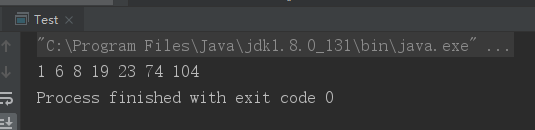 Test
"C:\Program Files\Java\jdk1.8.0_131\bin\java.exe" ...
1 6 8 19 23 74 104
Process finished with exit code 0